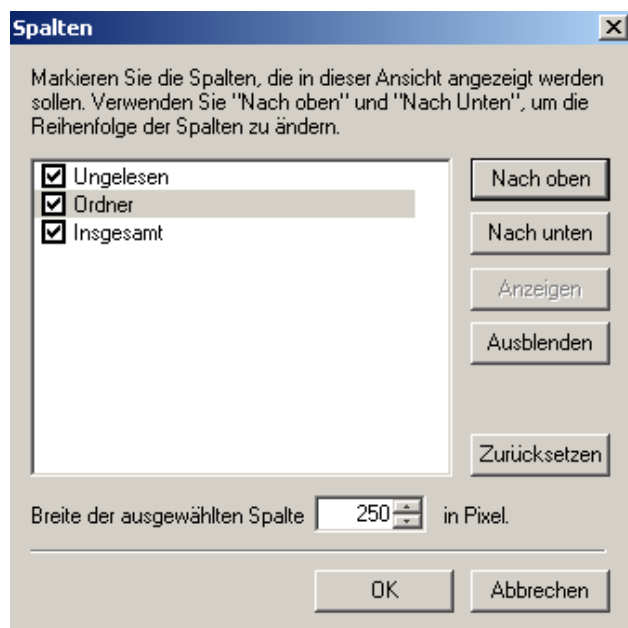 Spalten
Markieren Sie die Spalten, die in dieser Ansicht angezeigt werden
sollen. Verwenden Sie "Nach oben" und "Nach Unten", um die
Reihenfolge der Spalten zu ändern.
Ungelesen
Ordner
Insgesamt
Nach oben
Nach unten
Anzeigen
Ausblenden
Zurücksetzen
Breite der ausgewählten Spalte 250 in Pixel.
OK Abbrechen